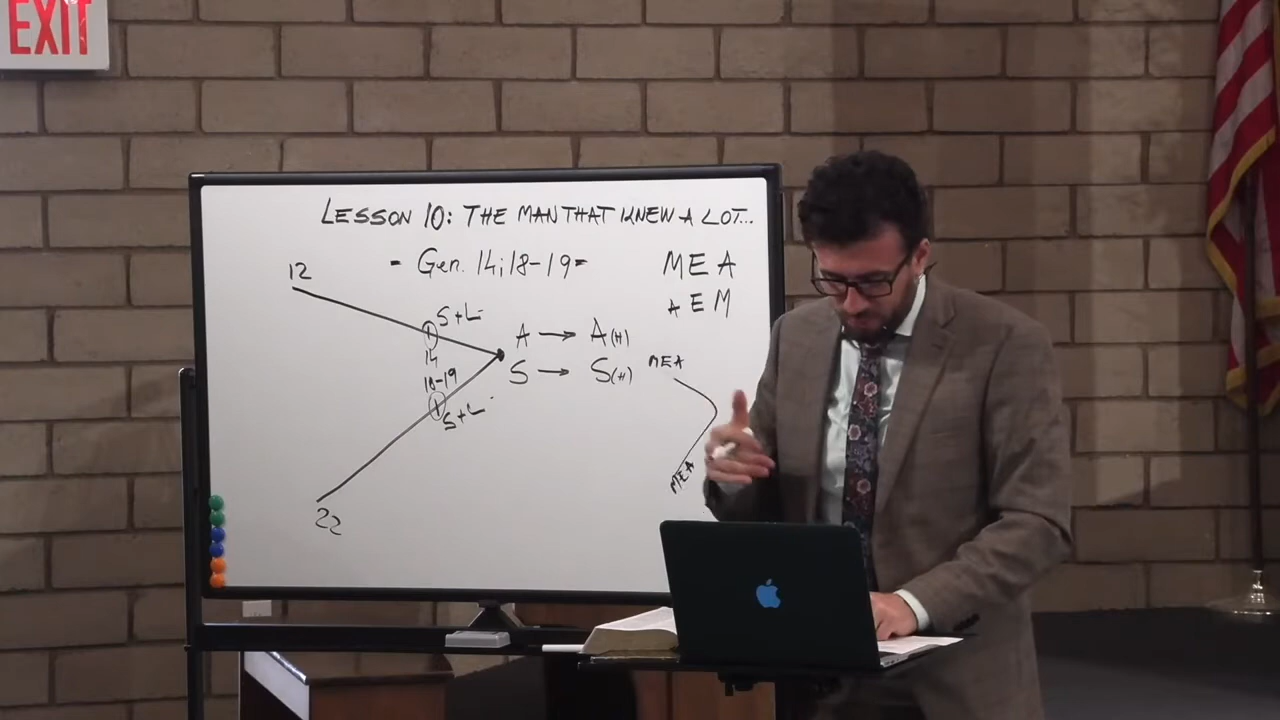 EXIT
LESSON 10: THE MAN THAT KNEW A LOT...
- Gen. 14; 18-19 -
MEA
AEM
12
S+L
14
A → A(H)
18-19
S → S(H)
MEA
S+L
MEA
22